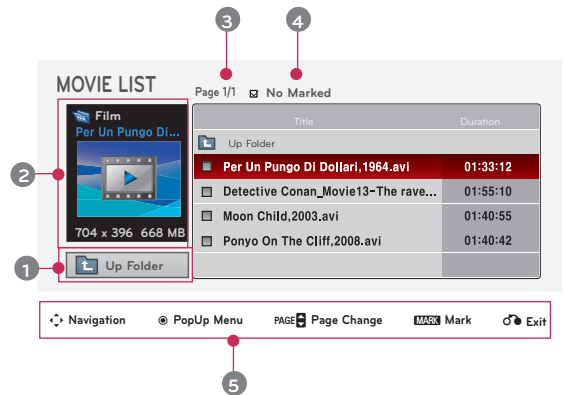 3
4
MOVIE LIST
Page 1/1
No Marked
Film
Per Un Pungo Di...
704 x 396 668 MB
Title Duration
Up Folder
Per Un Pungo Di Dollari,1964.avi 01:33:12
Detective Conan_Movie13-The rave... 01:55:10
Moon Child,2003.avi 01:40:55
Ponyo On The Cliff,2008.avi 01:40:42
2
1
Up Folder
Navigation
PopUp Menu
PAGE Page Change
MARK Mark
Exit
5